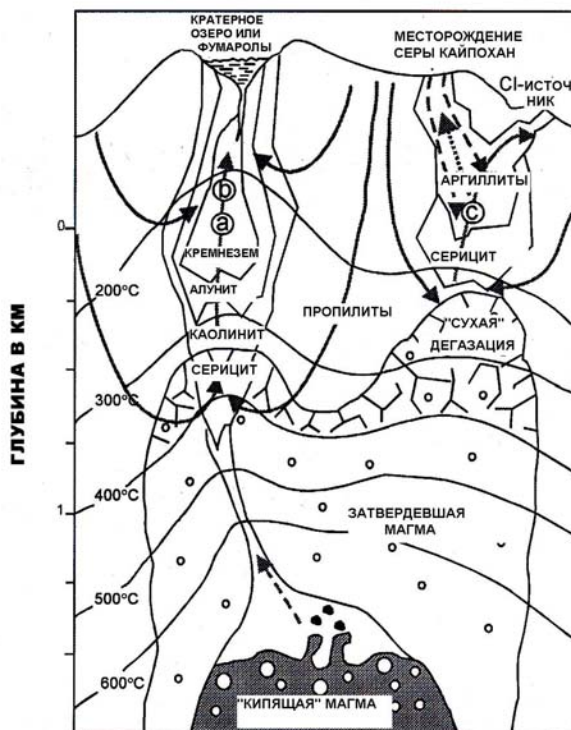 КРАТЕРНОЕ
ОЗЕРО ИЛИ
ФУМАРОЛЫ
МЕСТОРОЖДЕНИЕ
СЕРЫ КАЙПОХАН
Cl-ИСТОЧ
НИК
b
a
АРГИЛЛИТЫ
c
0
КРЕМНЕЗЕМ
СЕРИЦИТ
АЛУНИТ
200°C
ПРОПИЛИТЫ
"СУХАЯ"
ДЕГАЗАЦИЯ
КАОЛИНИТ
СЕРИЦИТ
300°C
ГЛУБИНА В КМ
400°C
1
ЗАТВЕРДЕВШАЯ
МАГМА
500°C
600°C
"КИПЯЩАЯ" МАГМА